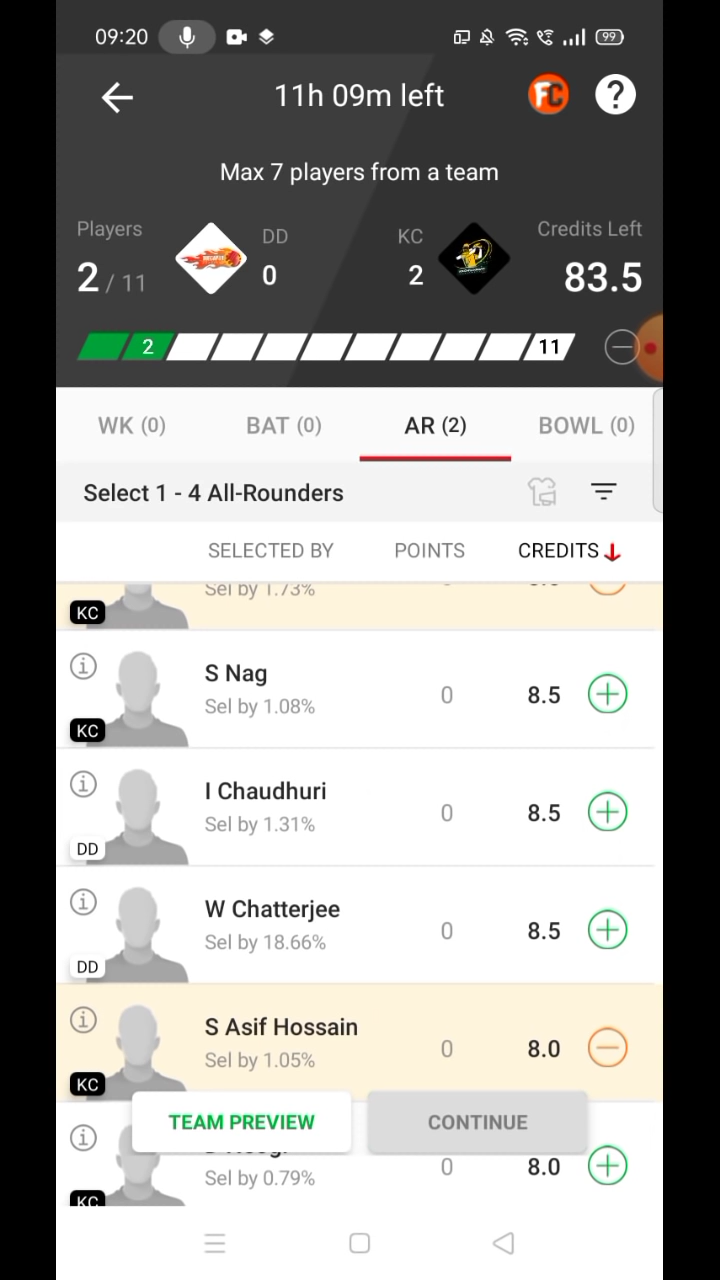 09:20
99
11h 09m left
FC
?
Max 7 players from a team
Players
DD
KC
Credits Left
2 / 11
0
2
83.5
2
11
WK (0)
BAT (0)
AR (2)
BOWL (0)
Select 1 - 4 All-Rounders
SELECTED BY
POINTS
CREDITS
Sel by 1.73%
KC
S Nag
Sel by 1.08%
0
8.5
KC
I Chaudhuri
Sel by 1.31%
0
8.5
DD
W Chatterjee
Sel by 18.66%
0
8.5
DD
S Asif Hossain
Sel by 1.05%
0
8.0
KC
TEAM PREVIEW
CONTINUE
Sel by 0.79%
0
8.0
KC